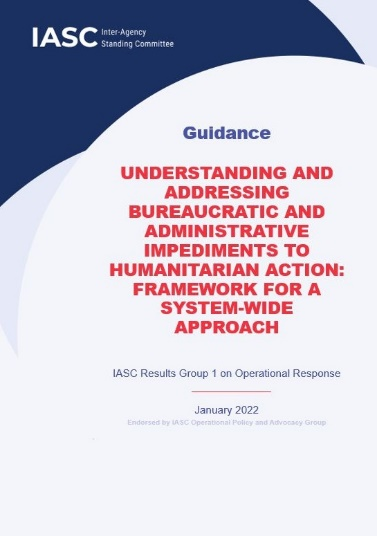 IASC
Inter-Agency
Standing Committee
Guidance
UNDERSTANDING AND
ADDRESSING
BUREAUCRATIC AND
ADMINISTRATIVE
IMPEDIMENTS TO
HUMANITARIAN ACTION:
FRAMEWORK FOR A
SYSTEM-WIDE
APPROACH
IASC Results Group 1 on Operational Response
January 2022
Endorsed by IASC Operational Policy and Advocacy Group